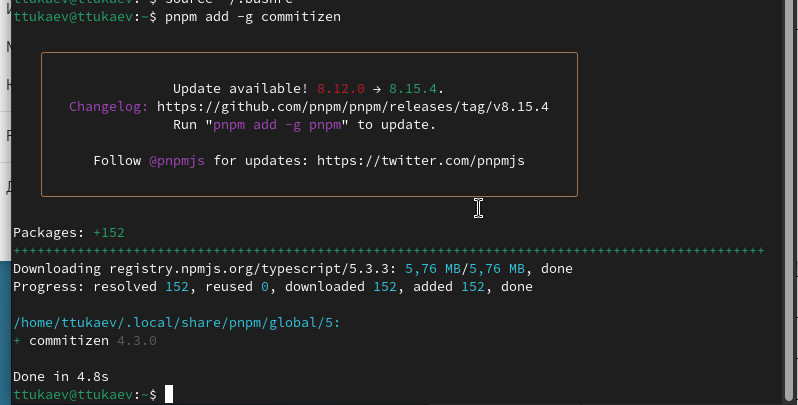 ttukaev@ttukaev:~$ pnpm add -g commitizen
Update available! 8.12.0 → 8.15.4.
Changelog: https://github.com/pnpm/pnpm/releases/tag/v8.15.4
Run "pnpm add -g pnpm" to update.
Follow @pnpmjs for updates: https://twitter.com/pnpmjs
Packages: +152
++++++++++++++++++++++++++++++++++++++++++++++++++++++++++++++++++++++++++++++++++++++++++++++
Downloading registry.npmjs.org/typescript/5.3.3: 5,76 MB/5,76 MB, done
Progress: resolved 152, reused 0, downloaded 152, added 152, done
/home/ttukaev/.local/share/pnpm/global/5:
+ commitizen 4.3.0
Done in 4.8s
ttukaev@ttukaev:~$